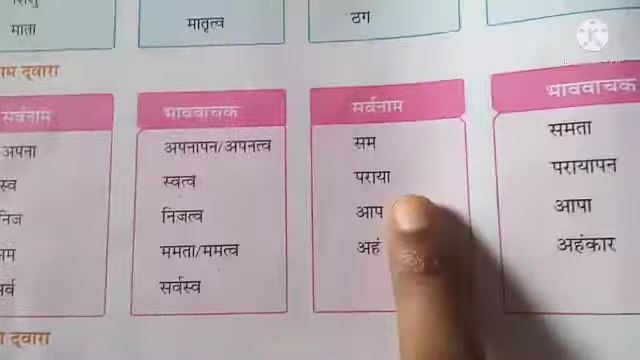 शिशु
माता
मातृत्व
ठग
द्वारा
सर्वनाम
अपना
स्व
निज
मम
सर्व
भाववाचक
अपनापन/अपनत्व
स्वत्व
निजत्व
ममता/ममत्व
सर्वस्व
सर्वनाम
सम
पराया
आप
अहं
भाववाचक
समता
परायापन
आपा
अहंकार
द्वारा